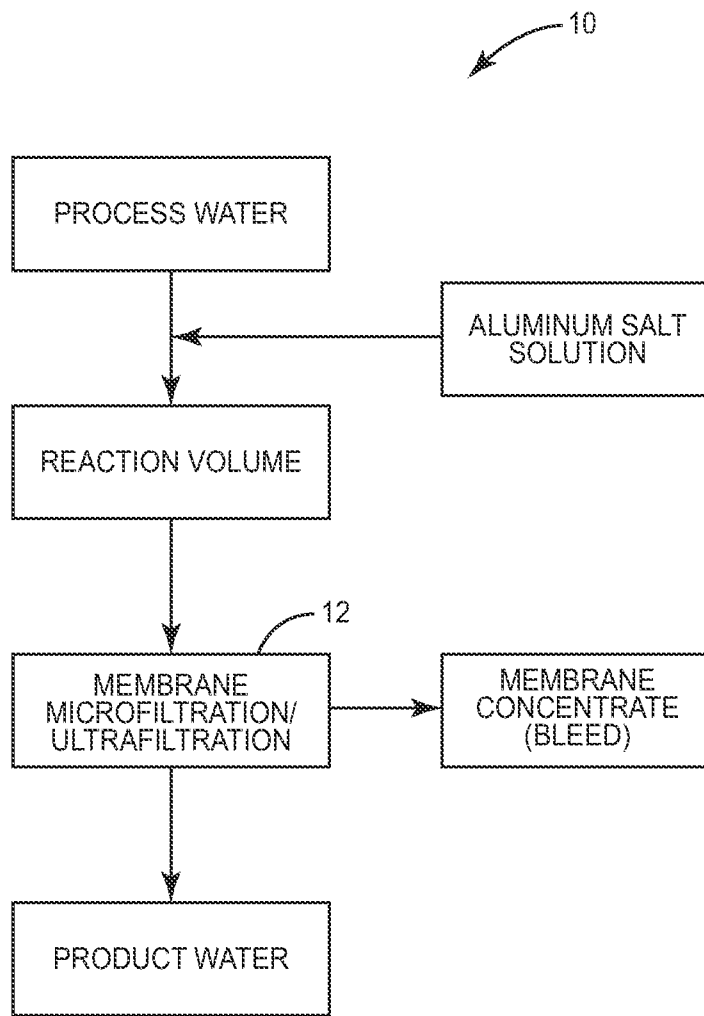 10
PROCESS WATER
ALUMINUM SALT
SOLUTION
REACTION VOLUME
12
MEMBRANE
MICROFILTRATION/
ULTRAFILTRATION
MEMBRANE
CONCENTRATE
(BLEED)
PRODUCT WATER